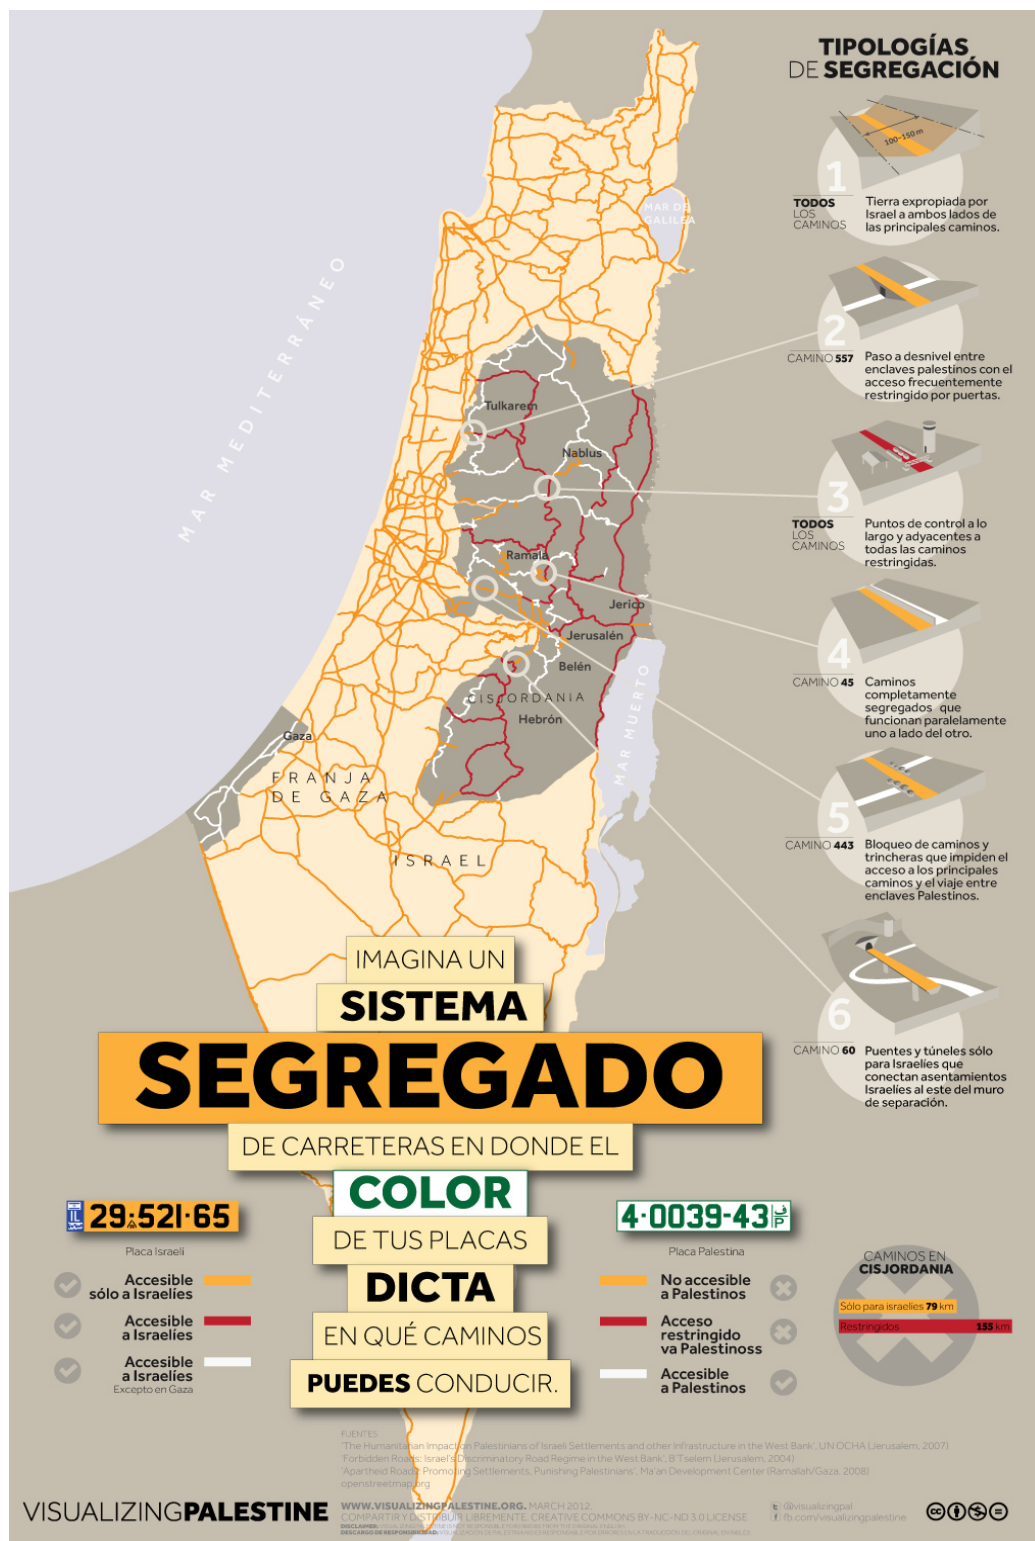 TIPOLOGÍAS
DE SEGREGACIÓN
100-150 m
1
TODOS
LOS
CAMINOS
Tierra expropiada por
Israel a ambos lados de
las principales caminos.
2
CAMINO 557
Paso a desnivel entre
enclaves palestinos con el
acceso frecuentemente
restringido por puertas.
3
TODOS
LOS
CAMINOS
Puntos de control a lo
largo y adyacentes a
todas las caminos
restringidas.
4
CAMINO 45
Caminos
completamente
segregados que
funcionan paralelamente
uno a lado del otro.
5
CAMINO 443
Bloqueo de caminos y
trincheras que impiden el
acceso a los principales
caminos y el viaje entre
enclaves Palestinos.
6
CAMINO 60
Puentes y túneles sólo
para Israelíes que
conectan asentamientos
Israelíes al este del muro
de separación.
MAR MEDITERRÁNEO
MAR DE
GALILEA
Tulkarem
Nablus
Ramala
Jerico
Jerusalén
Belén
CISJORDANIA
Hebrón
MAR MUERTO
Gaza
FRANJA
DE GAZA
ISRAEL
IMAGINA UN
SISTEMA
SEGREGADO
DE CARRETERAS EN DONDE EL
COLOR
DE TUS PLACAS
DICTA
EN QUÉ CAMINOS
PUEDES CONDUCIR.
IL
29·521·65
Placa Israelí
Accesible
sólo a Israelíes
Accesible
a Israelíes
Accesible
a Israelíes
Excepto en Gaza
4·0039-43
Placa Palestina
No accesible
a Palestinos
Acceso
restringido
va Palestinoss
Accesible
a Palestinos
CAMINOS EN
CISJORDANIA
Sólo para israelíes 79 km
Restringidos 155 km
FUENTES
'The Humanitarian Impact on Palestinians of Israeli Settlements and other Infrastructure in the West Bank', UN OCHA (Jerusalem, 2007)
'Forbidden Roads: Israel's Discriminatory Road Regime in the West Bank', B'Tselem (Jerusalem, 2004)
'Apartheid Roads: Promoting Settlements, Punishing Palestinians', Ma'an Development Center (Ramallah/Gaza, 2008)
openstreetmap.org
VISUALIZINGPALESTINE
WWW.VISUALIZINGPALESTINE.ORG, MARCH 2012.
COMPARTIR Y DISTRIBUIR LIBREMENTE. CREATIVE COMMONS BY-NC-ND 3.0 LICENSE
@visualizingpal
fb.com/visualizingpalestine